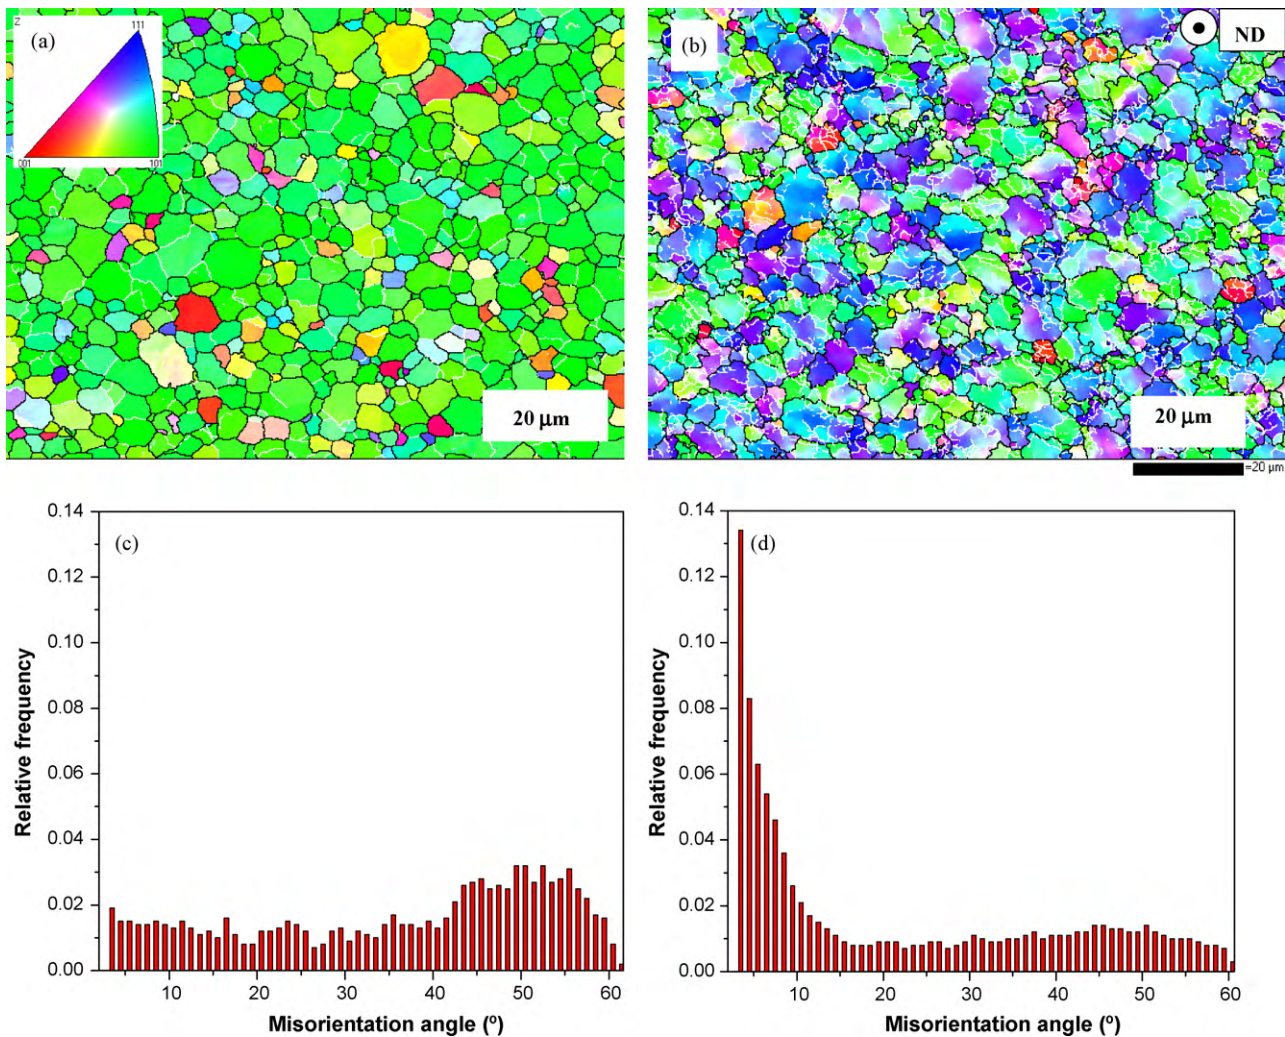 Z
111
(a)
001
101
20 μm
(b)
ND
20 μm
=20 μm
0.14
0.12
0.10
0.08
0.06
0.04
0.02
0.00
Relative frequency
(c)
10
20
30
40
50
60
Misorientation angle (º)
0.14
0.12
0.10
0.08
0.06
0.04
0.02
0.00
Relative frequency
(d)
10
20
30
40
50
60
Misorientation angle (º)